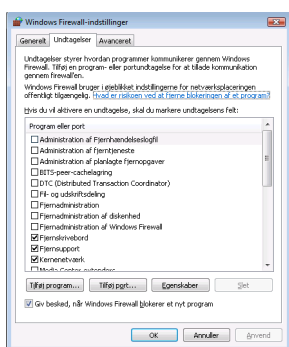 Windows Firewall-indstillinger
Generelt Undtagelser Avanceret
Undtagelser styrer hvordan programmer kommunikerer gennem Windows
Firewall. Tilføj en program- eller portundtagelse for at tillade kommunikation
gennem firewallen.
Windows Firewall bruger i øjeblikket indstillingerne for netværksplaceringen
offentligt tilgængelig. Hvad er risikoen ved at fjerne blokeringen af et program?
Hvis du vil aktivere en undtagelse, skal du markere undtagelsens felt:
Program eller port
Administration af Fjernhændelseslogfil
Administration af fjerntjeneste
Administration af planlagte fjernopgaver
BITS-peer-cachelagring
DTC (Distributed Transaction Coordinator)
Fil- og udskriftsdeling
Fjernadministration
Fjernadministration af diskenhed
Fjernadministration af Windows Firewall
Fjernskrivebord
Fjernsupport
Kernenetværk
Media Center-extendere
Tilføj program... Tilføj port... Egenskaber Slet
Giv besked, når Windows Firewall blokerer et nyt program
OK Annuller Anvend